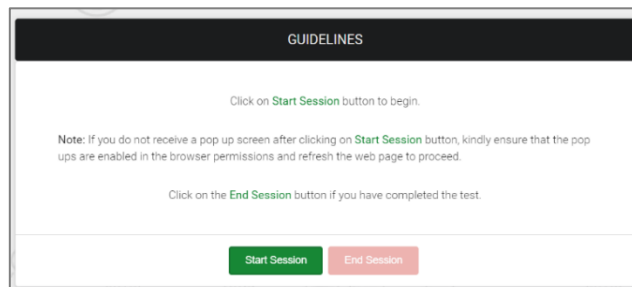 GUIDELINES
Click on Start Session button to begin.
Note: If you do not receive a pop up screen after clicking on Start Session button, kindly ensure that the pop
ups are enabled in the browser permissions and refresh the web page to proceed.
Click on the End Session button if you have completed the test.
Start Session End Session